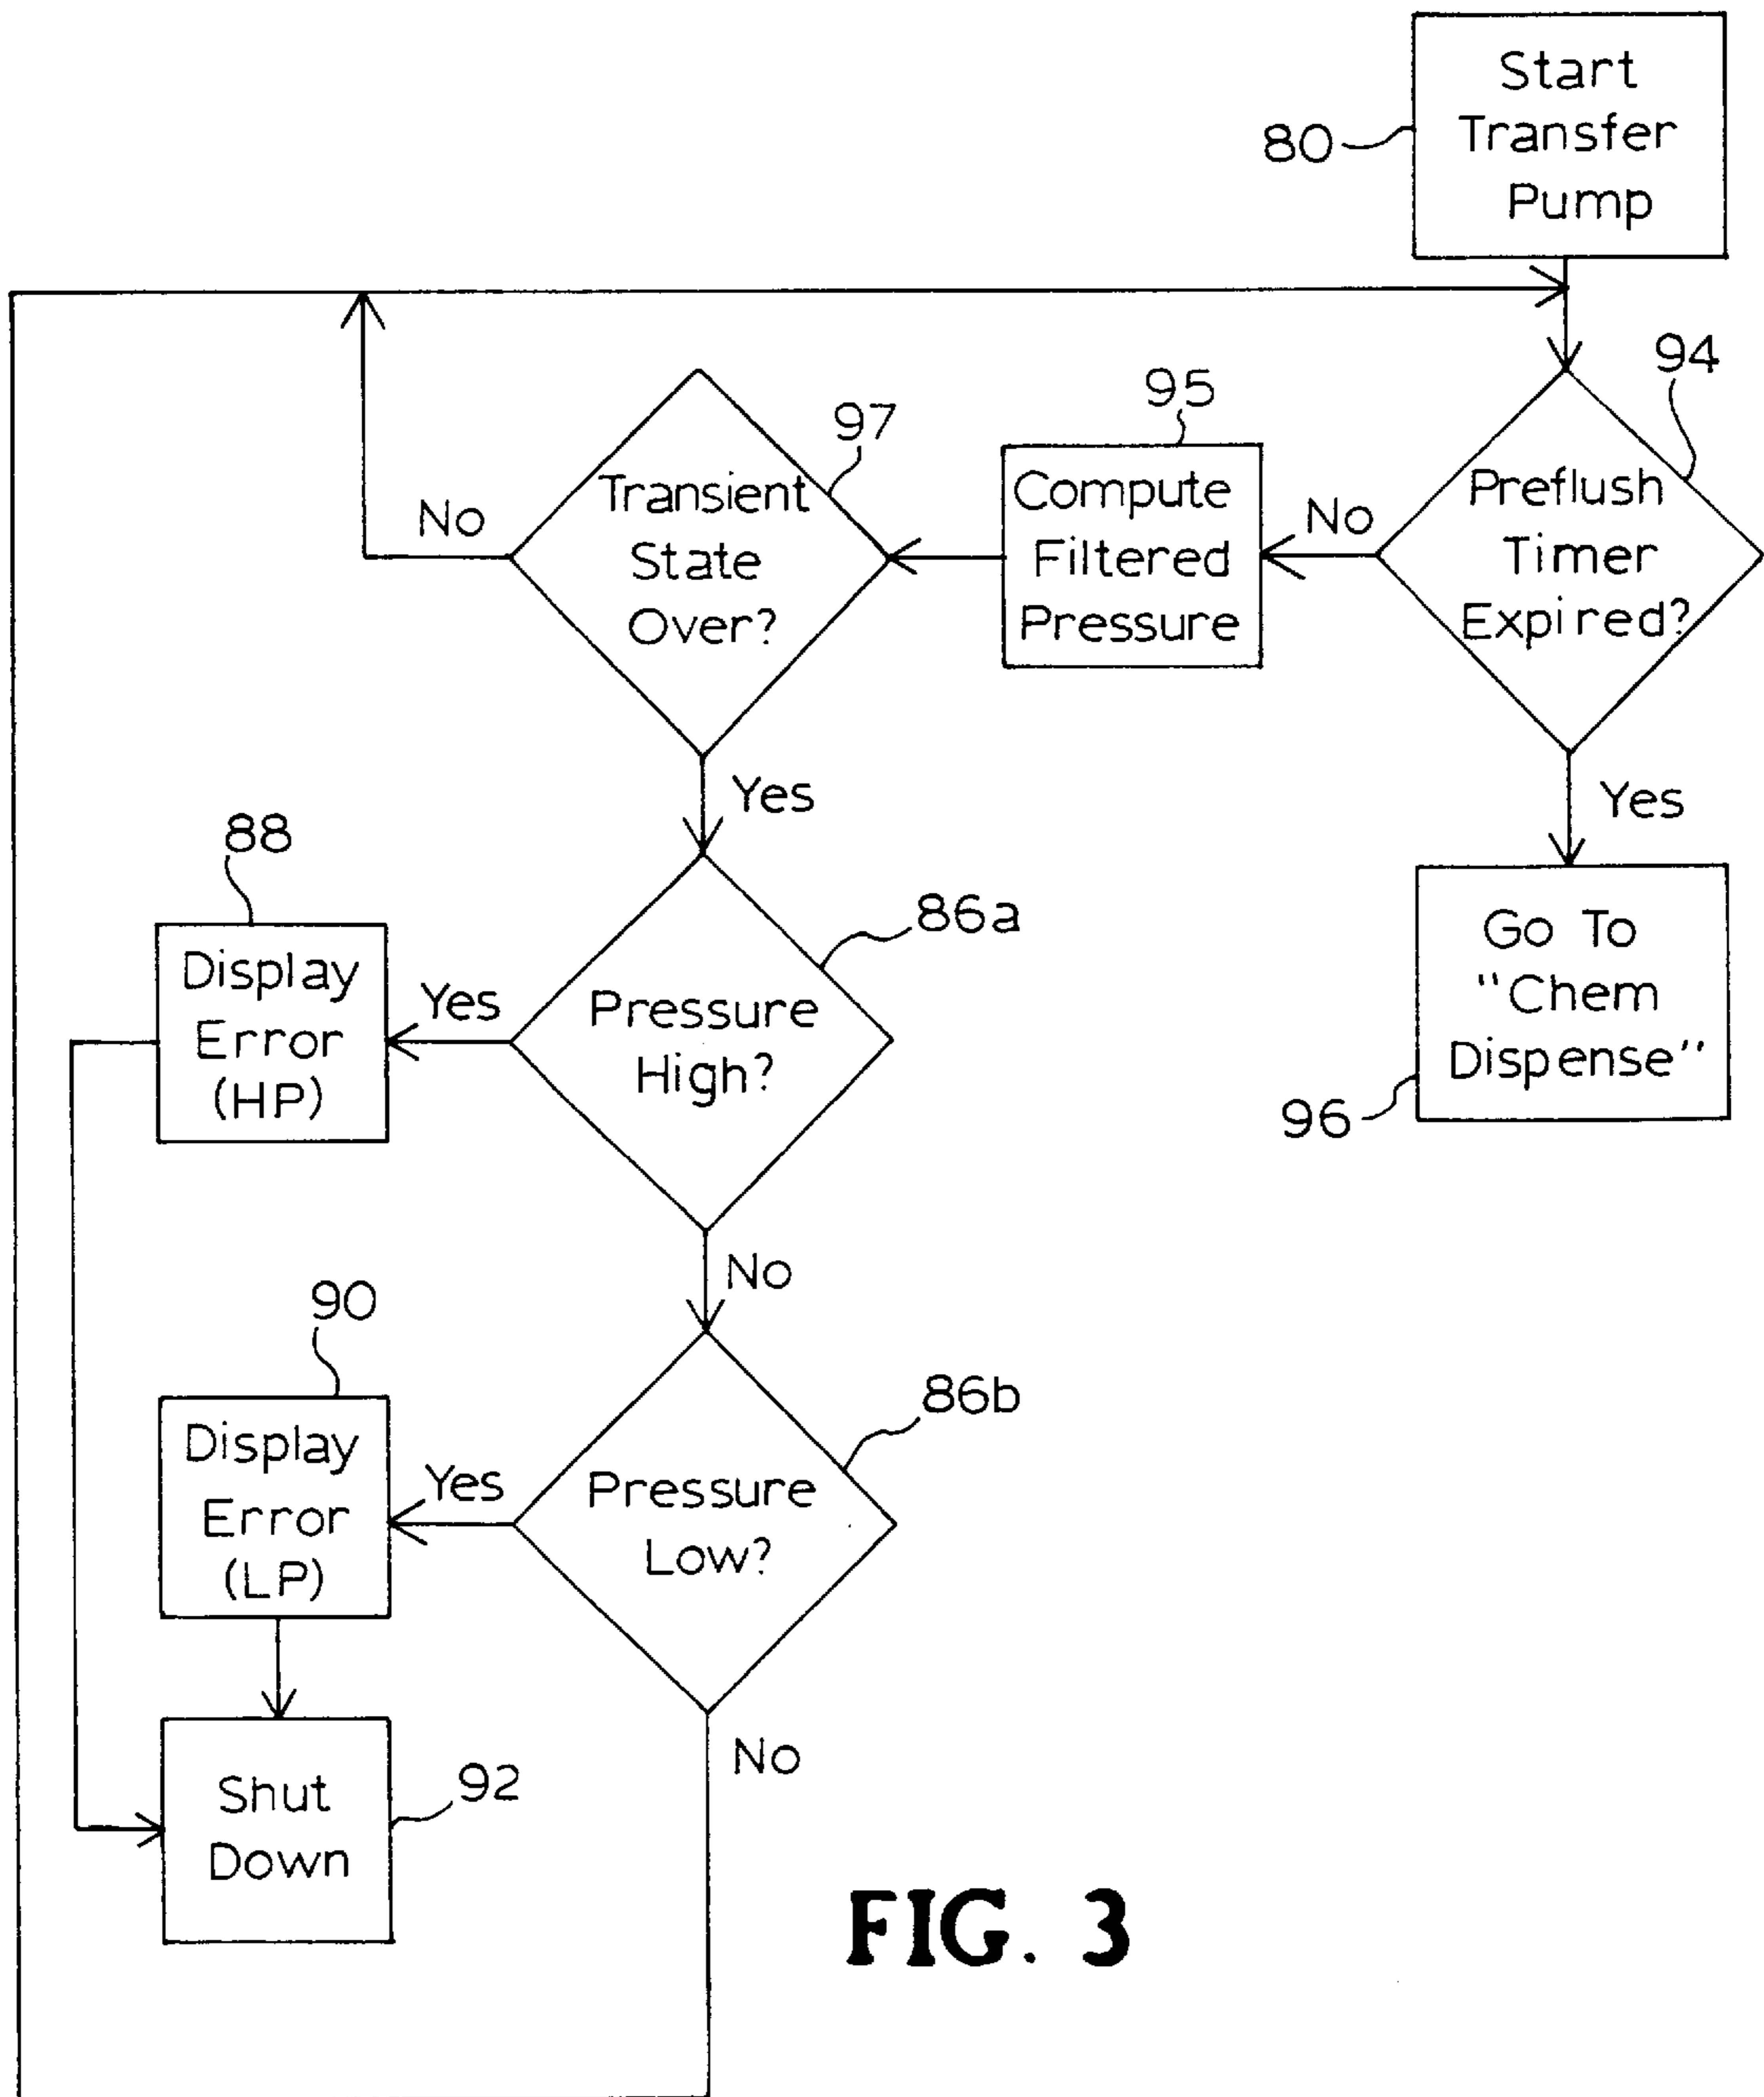 Start
Transfer
Pump
80
94
Preflush
Timer
Expired?
No
Yes
95
Compute
Filtered
Pressure
97
Transient
State
Over?
No
Yes
Go To
"Chem
Dispense"
96
86a
Pressure
High?
Yes
No
88
Display
Error
(HP)
86b
Pressure
Low?
Yes
No
90
Display
Error
(LP)
Shut
Down
92
FIG. 3